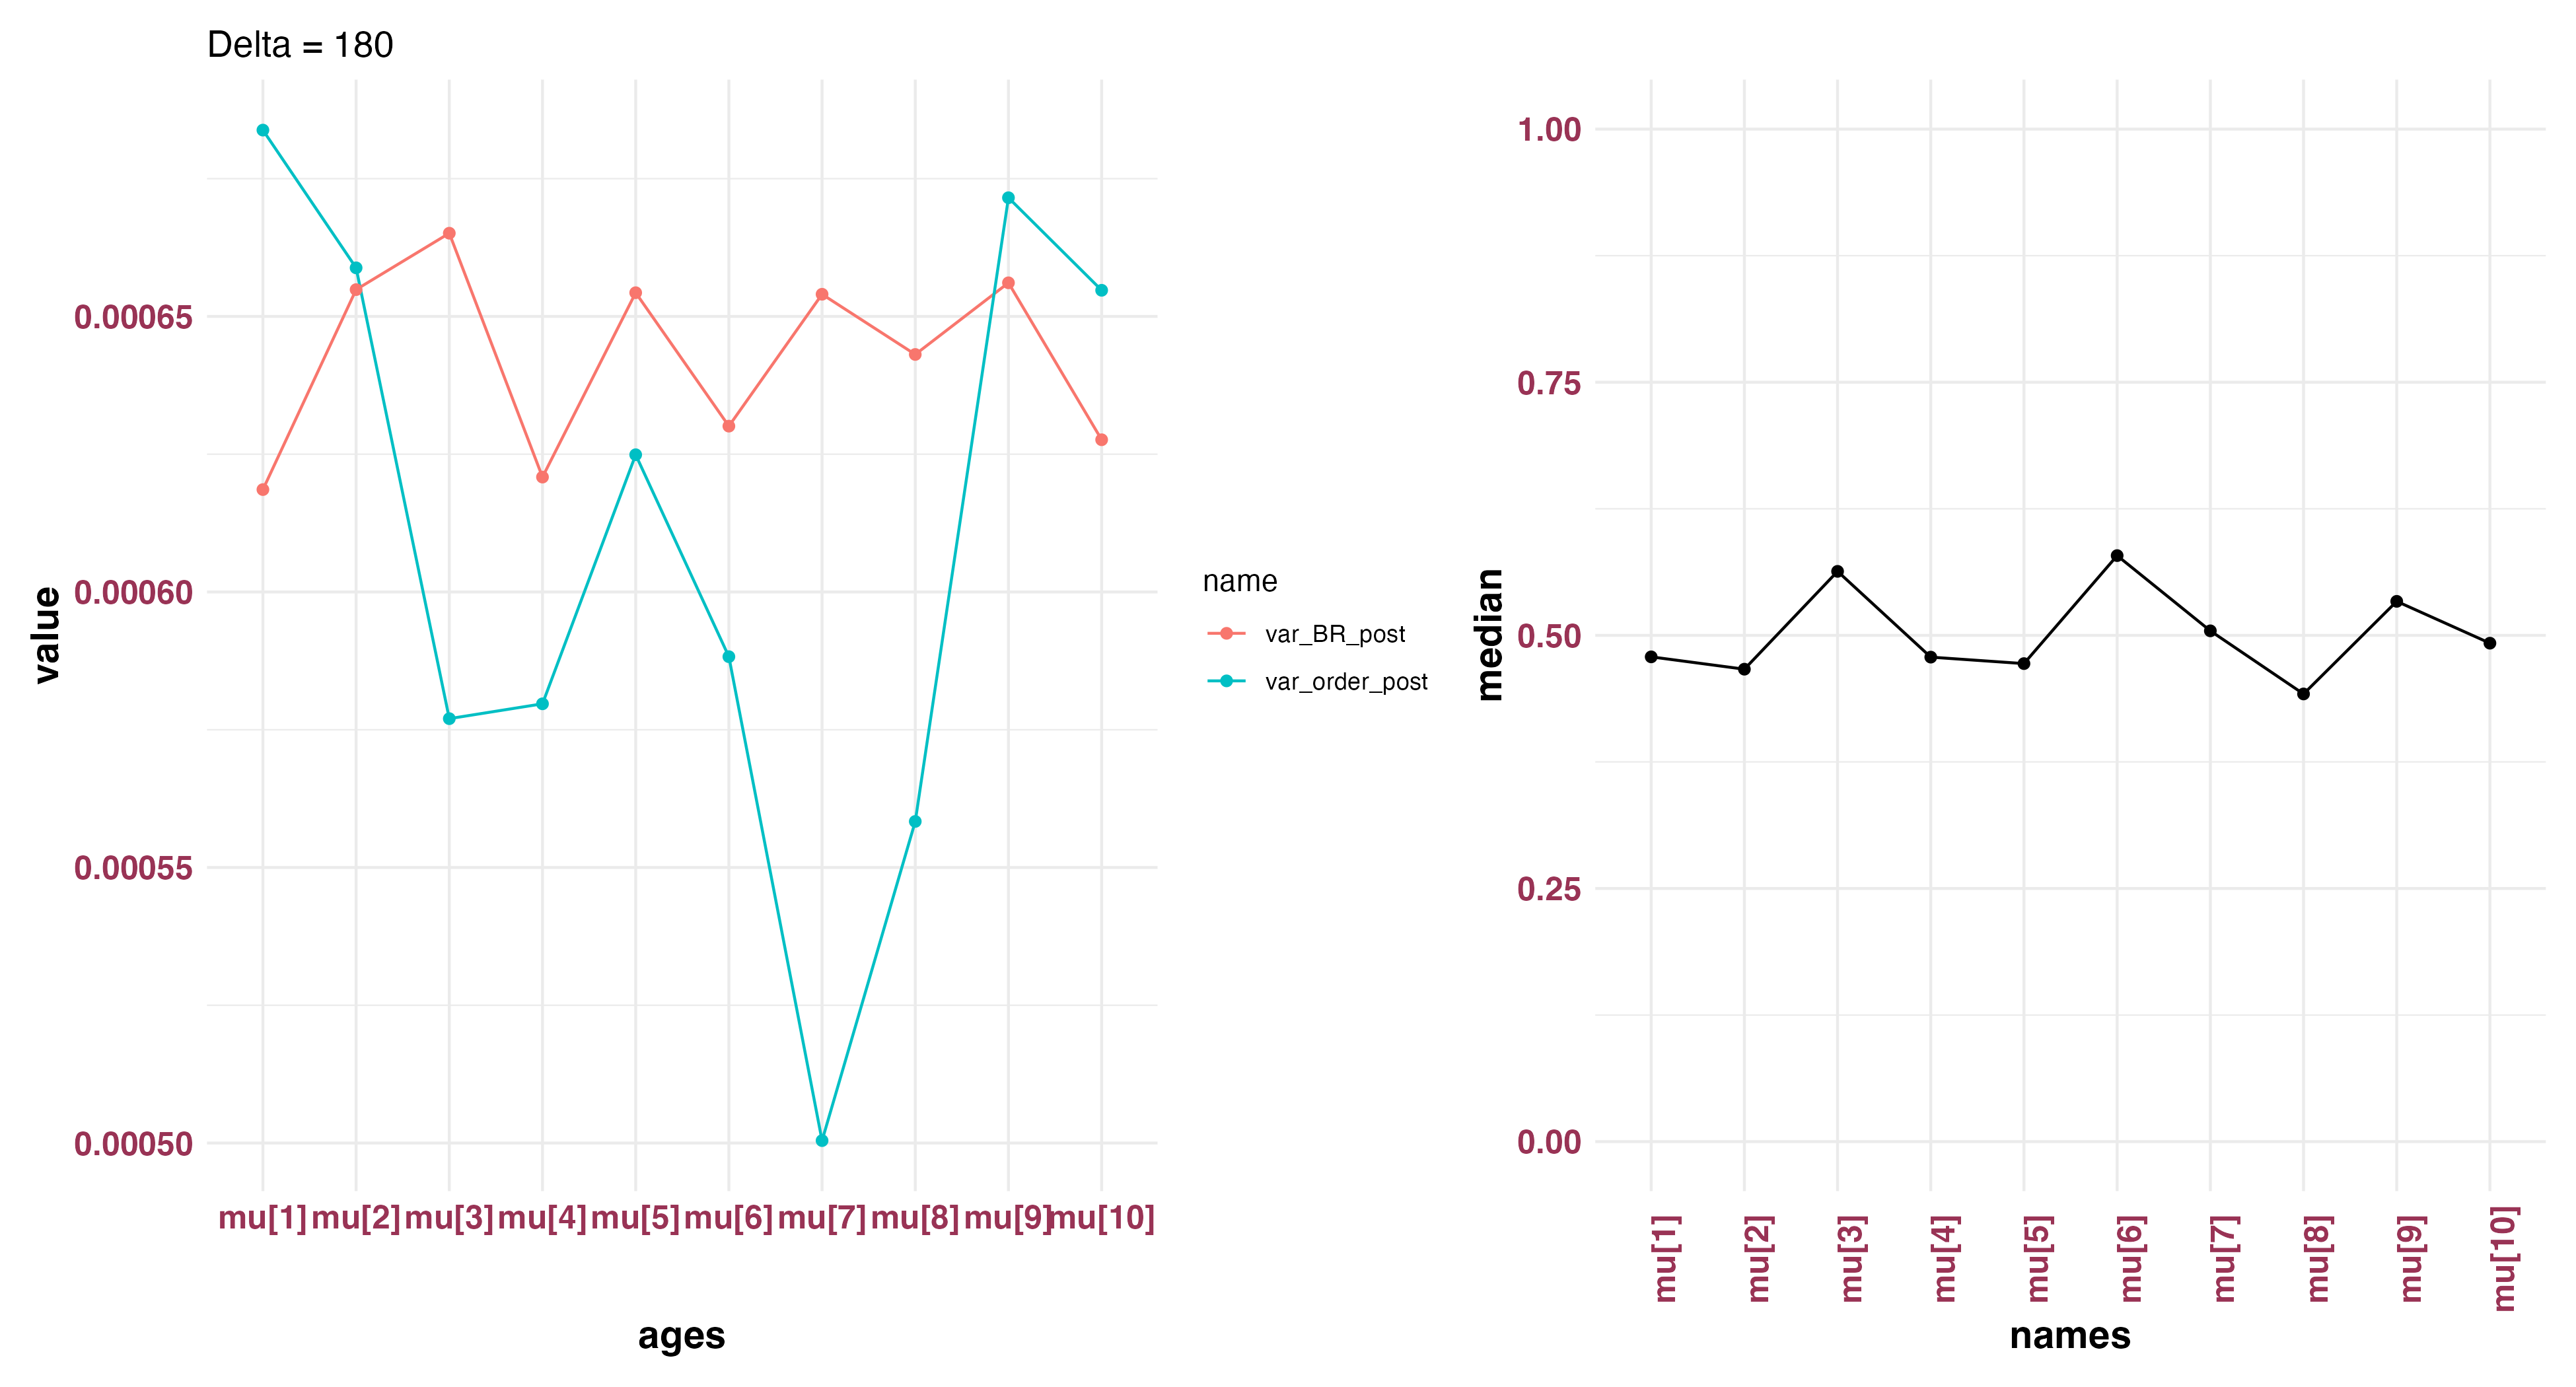 Delta = 180
value
0.00065
0.00060
0.00055
0.00050
mu[1] mu[2] mu[3] mu[4] mu[5] mu[6] mu[7] mu[8] mu[9] mu[10]
ages
name
var_BR_post
var_order_post
median
1.00
0.75
0.50
0.25
0.00
mu[1]
mu[2]
mu[3]
mu[4]
mu[5]
mu[6]
mu[7]
mu[8]
mu[9]
mu[10]
names